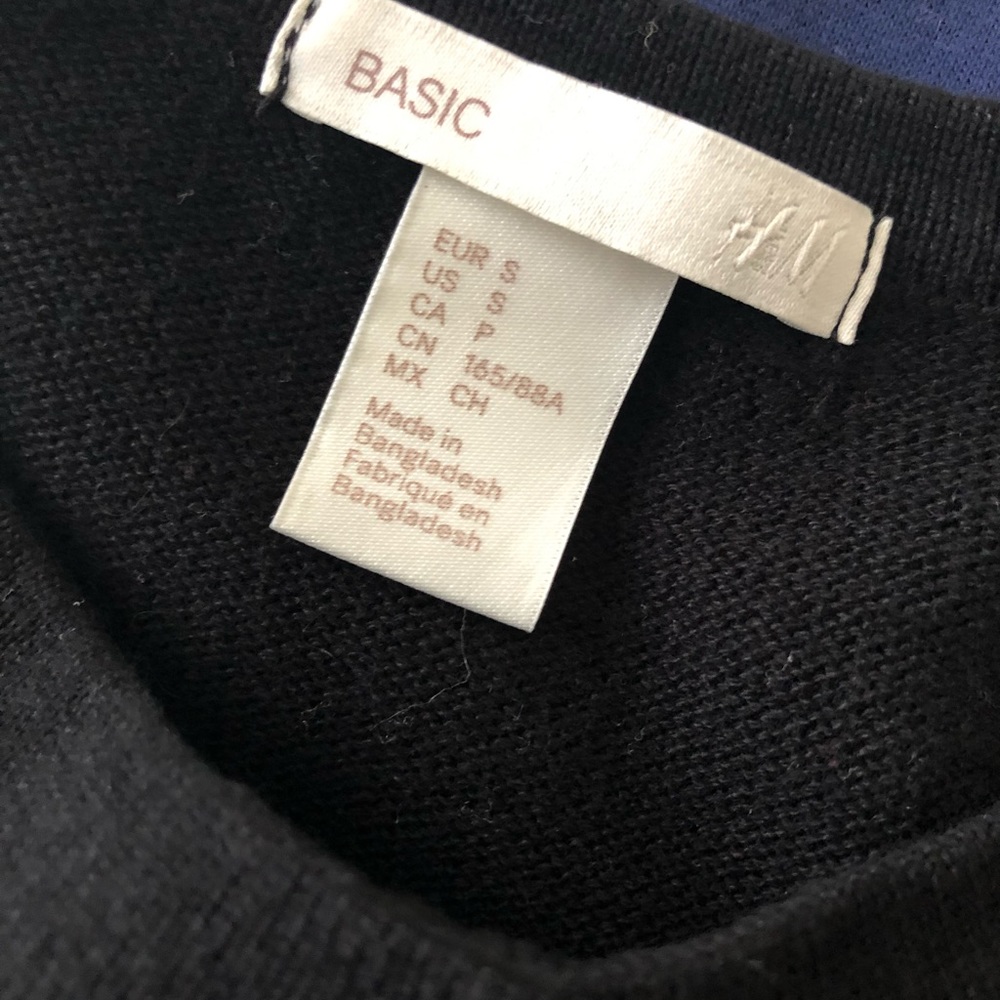 BASIC
H&M
EUR S
US S
CA P
CN 165/88A
MX CH
Made in
Bangladesh
Fabriqué en
Bangladesh